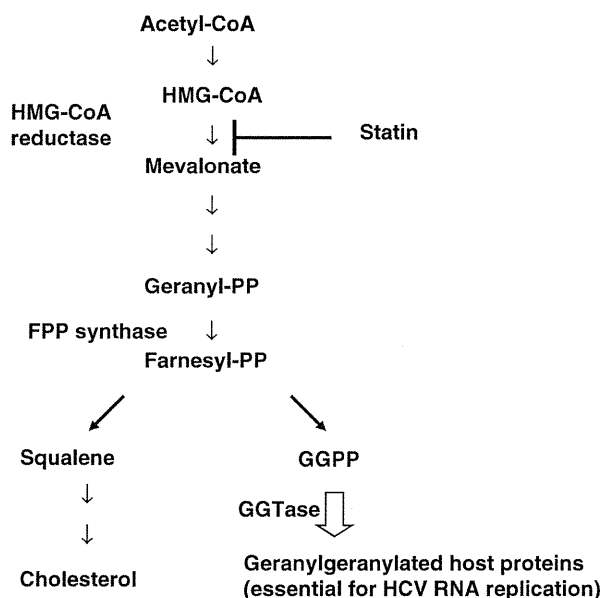 Acetyl-CoA
HMG-CoA
HMG-CoA
reductase
Statin
Mevalonate
Geranyl-PP
FPP synthase
Farnesyl-PP
Squalene
GGPP
GGTase
Cholesterol
Geranylgeranylated host proteins
(essential for HCV RNA replication)